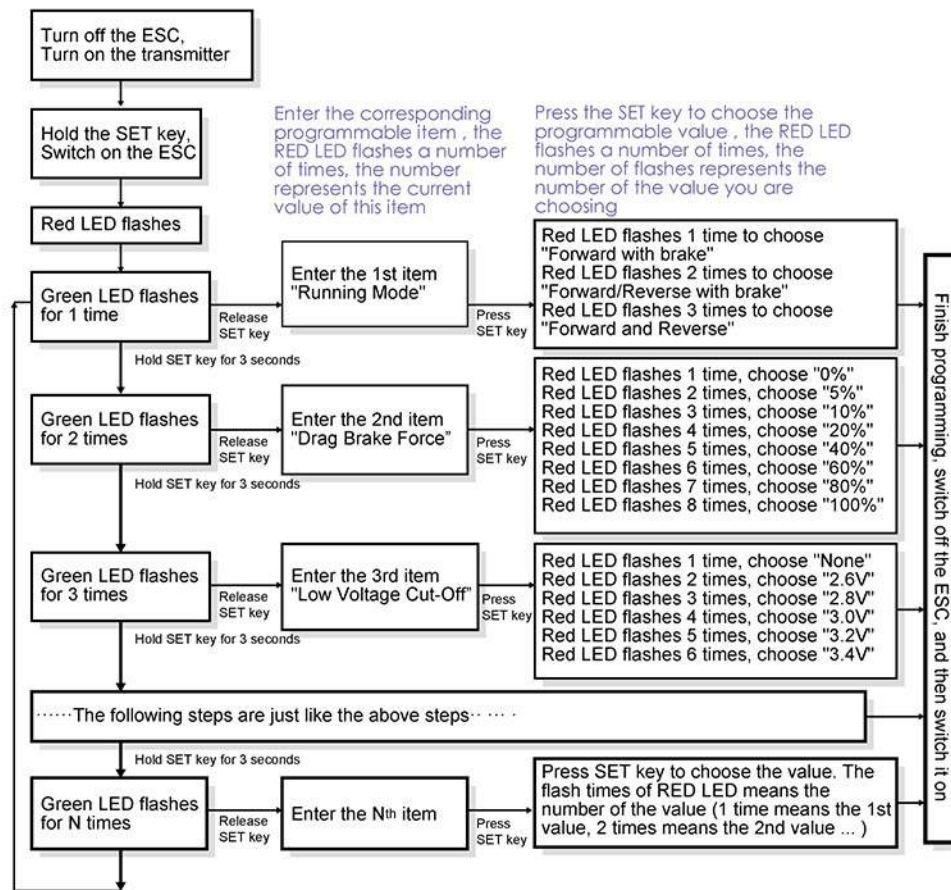 Turn off the ESC,
Turn on the transmitter
Hold the SET key,
Switch on the ESC
Enter the corresponding
programmable item , the
RED LED flashes a number
of times, the number
represents the current
value of this item
Press the SET key to choose the
programmable value , the RED LED
flashes a number of times, the
number of flashes represents the
number of the value you are
choosing
Red LED flashes
Green LED flashes
for 1 time
Release
SET key
Enter the 1st item
"Running Mode"
Press
SET key
Red LED flashes 1 time to choose
"Forward with brake"
Red LED flashes 2 times to choose
"Forward/Reverse with brake"
Red LED flashes 3 times to choose
"Forward and Reverse"
Hold SET key for 3 seconds
Green LED flashes
for 2 times
Release
SET key
Enter the 2nd item
"Drag Brake Force"
Press
SET key
Red LED flashes 1 time, choose "0%"
Red LED flashes 2 times, choose "5%"
Red LED flashes 3 times, choose "10%"
Red LED flashes 4 times, choose "20%"
Red LED flashes 5 times, choose "40%"
Red LED flashes 6 times, choose "60%"
Red LED flashes 7 times, choose "80%"
Red LED flashes 8 times, choose "100%"
Hold SET key for 3 seconds
Green LED flashes
for 3 times
Release
SET key
Enter the 3rd item
"Low Voltage Cut-Off"
Press
SET key
Red LED flashes 1 time, choose "None"
Red LED flashes 2 times, choose "2.6V"
Red LED flashes 3 times, choose "2.8V"
Red LED flashes 4 times, choose "3.0V"
Red LED flashes 5 times, choose "3.2V"
Red LED flashes 6 times, choose "3.4V"
Hold SET key for 3 seconds
······The following steps are just like the above steps·· ··· ·
Hold SET key for 3 seconds
Green LED flashes
for N times
Release
SET key
Enter the Nth item
Press
SET key
Press SET key to choose the value. The
flash times of RED LED means the
number of the value (1 time means the 1st
value, 2 times means the 2nd value ... )
Finish programming, switch off the ESC, and then switch it on